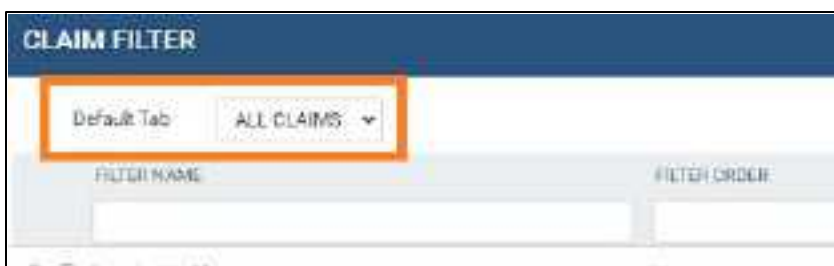 CLAIM FILTER
Default Tab ALL CLAIMS
FILTER NAME FILTER ORDER